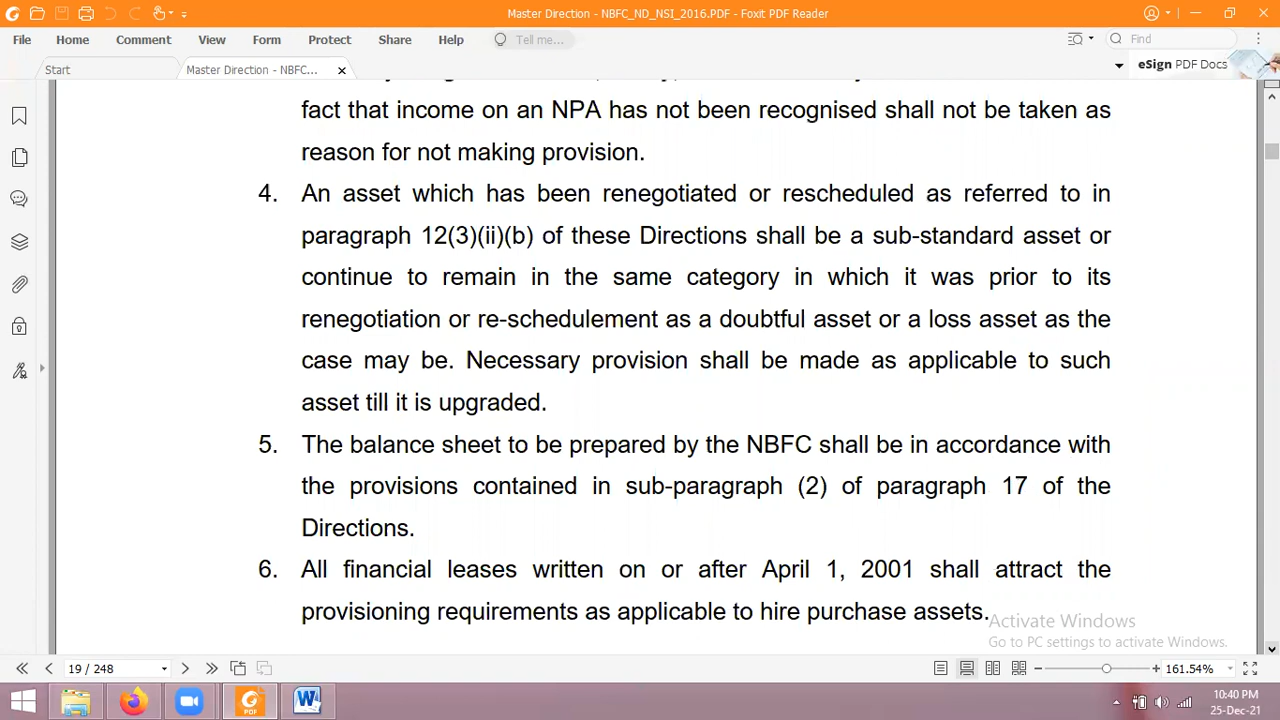 Master Direction - NBFC_ND_NSI_2016.PDF - Foxit PDF Reader
File Home Comment View Form Protect Share Help Tell me... Find
Start Master Direction - NBFC... eSign PDF Docs
fact that income on an NPA has not been recognised shall not be taken as
reason for not making provision.
4. An asset which has been renegotiated or rescheduled as referred to in
paragraph 12(3)(ii)(b) of these Directions shall be a sub-standard asset or
continue to remain in the same category in which it was prior to its
renegotiation or re-schedulement as a doubtful asset or a loss asset as the
case may be. Necessary provision shall be made as applicable to such
asset till it is upgraded.
5. The balance sheet to be prepared by the NBFC shall be in accordance with
the provisions contained in sub-paragraph (2) of paragraph 17 of the
Directions.
6. All financial leases written on or after April 1, 2001 shall attract the
provisioning requirements as applicable to hire purchase assets.
Activate Windows
Go to PC settings to activate Windows.
19 / 248 161.54%
PDF W 10:40 PM
25-Dec-21